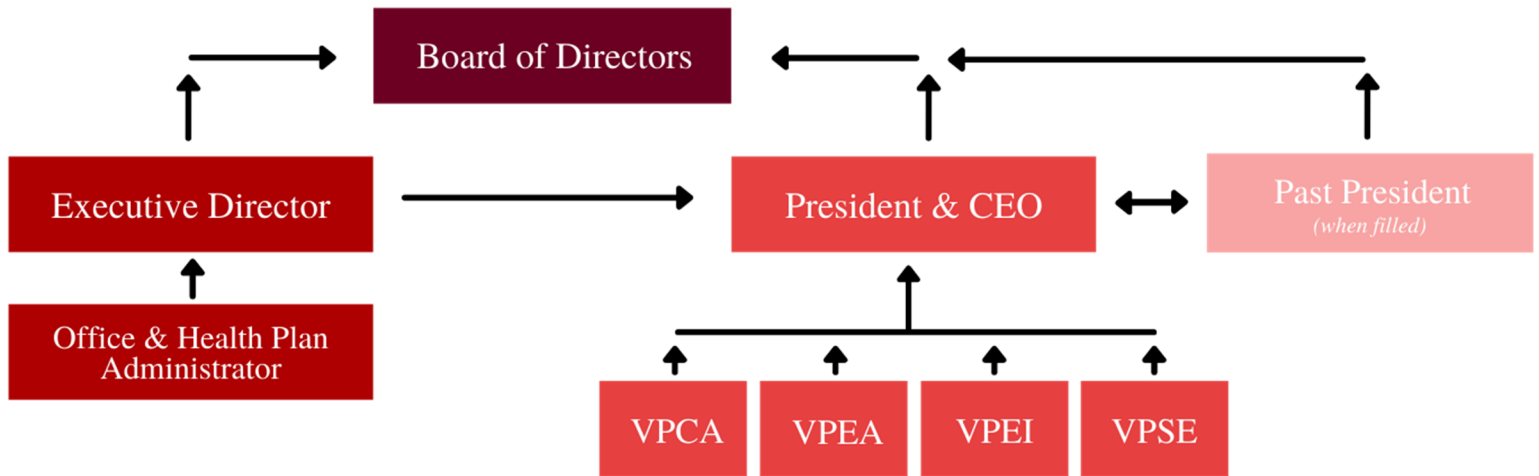 Board of Directors
Executive Director
President & CEO
Past President
(when filled)
Office & Health Plan
Administrator
VPCA
VPEA
VPEI
VPSE